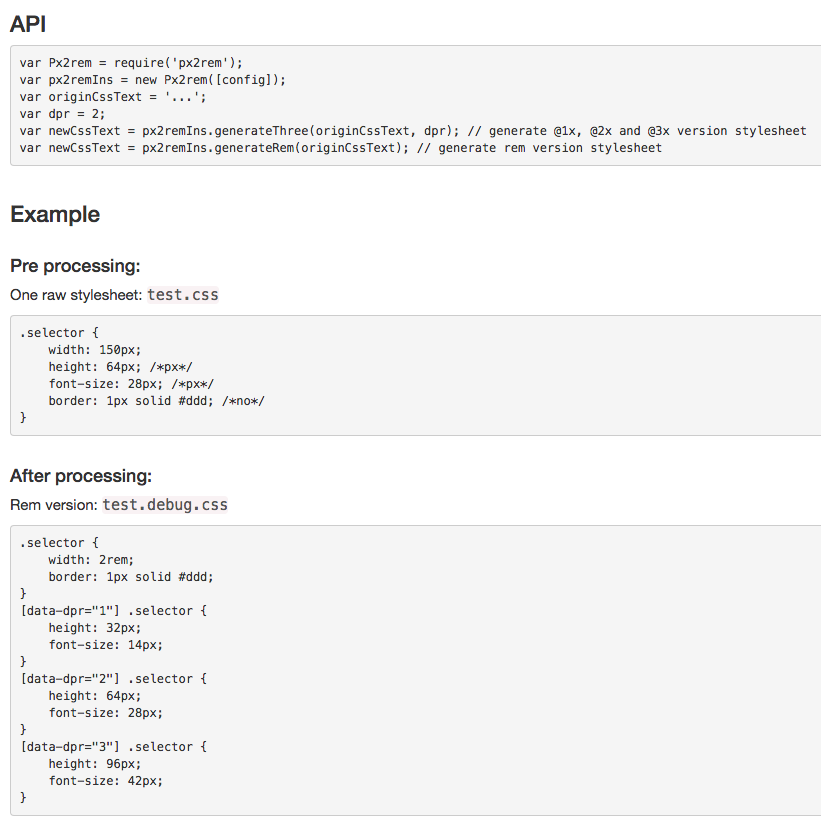 API
var Px2rem = require('px2rem');
var px2remIns = new Px2rem([config]);
var originCssText = '...';
var dpr = 2;
var newCssText = px2remIns.generateThree(originCssText, dpr); // generate @1x, @2x and @3x version stylesheet
var newCssText = px2remIns.generateRem(originCssText); // generate rem version stylesheet
Example
Pre processing:
One raw stylesheet: test.css
.selector {
    width: 150px;
    height: 64px; /*px*/
    font-size: 28px; /*px*/
    border: 1px solid #ddd; /*no*/
}
After processing:
Rem version: test.debug.css
.selector {
    width: 2rem;
    border: 1px solid #ddd;
}
[data-dpr="1"] .selector {
    height: 32px;
    font-size: 14px;
}
[data-dpr="2"] .selector {
    height: 64px;
    font-size: 28px;
}
[data-dpr="3"] .selector {
    height: 96px;
    font-size: 42px;
}